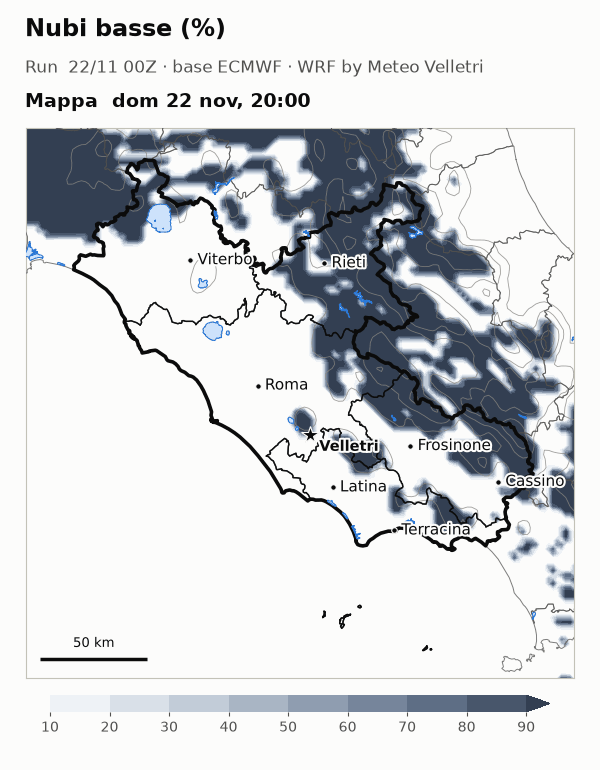 Nubi basse (%)
Run  22/11 00Z · base ECMWF · WRF by Meteo Velletri
Mappa  dom 22 nov, 20:00
Viterbo
Rieti
Roma
Velletri
Frosinone
Cassino
Latina
Terracina
50 km
10 20 30 40 50 60 70 80 90